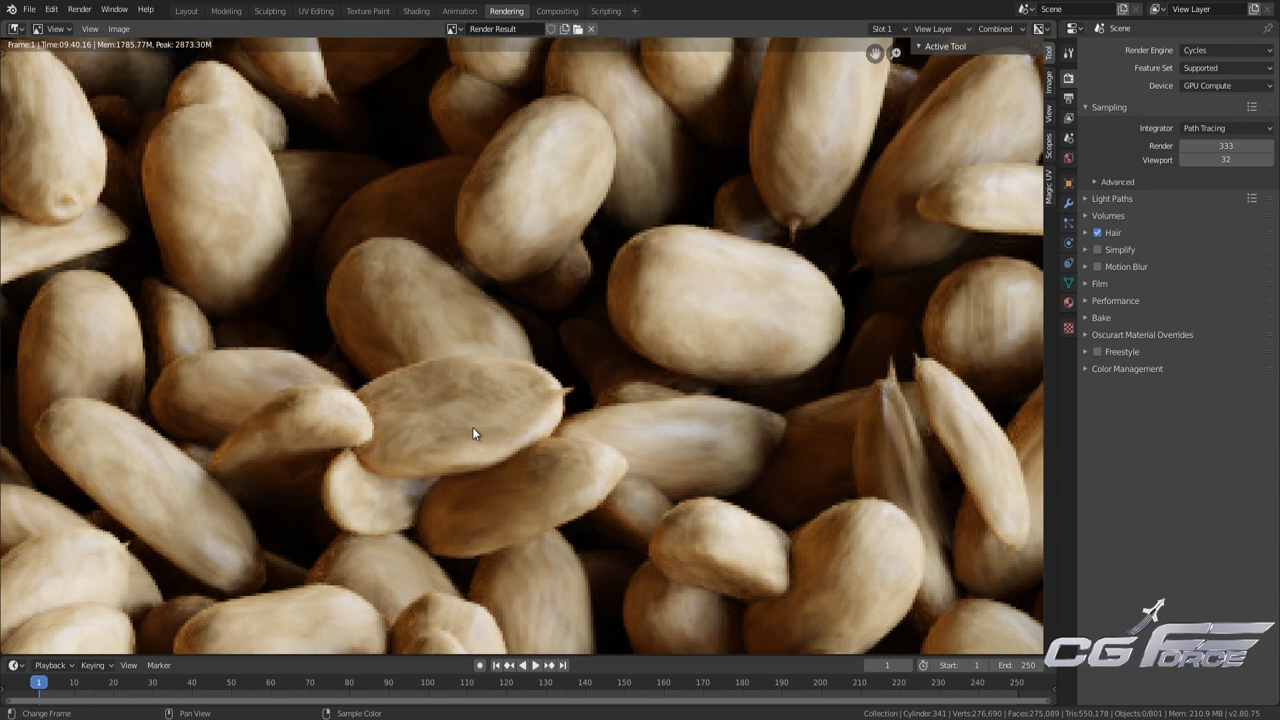 File Edit Render Window Help Layout Modeling Sculpting UV Editing Texture Paint Shading Animation Rendering Compositing Scripting + Scene View Layer
View View Image Render Result Slot 1 View Layer Combined Scene
Frame:1 | Time:09:40.16 | Mem:1785.77M, Peak: 2873.30M
Active Tool
Tool
Image
View
Scopes
Magic UV
Render Engine Cycles
Feature Set Supported
Device GPU Compute
Sampling
Integrator Path Tracing
Render 333
Viewport 32
Advanced
Light Paths
Volumes
Hair
Simplify
Motion Blur
Film
Performance
Bake
Oscurart Material Overrides
Freestyle
Color Management
CG FORCE
Playback Keying View Marker 1 Start: 1 End: 250
1 10 20 30 40 50 60 70 80 90 100 110 120 130 140 150 160 170 180 190 200 210 220 230 240 250
Change Frame Pan View Sample Color Collection | Cylinder.341 | Verts:276,690 | Faces:275,089 | Tris:550,178 | Objects:0/801 | Mem: 210.9 MB | v2.80.75